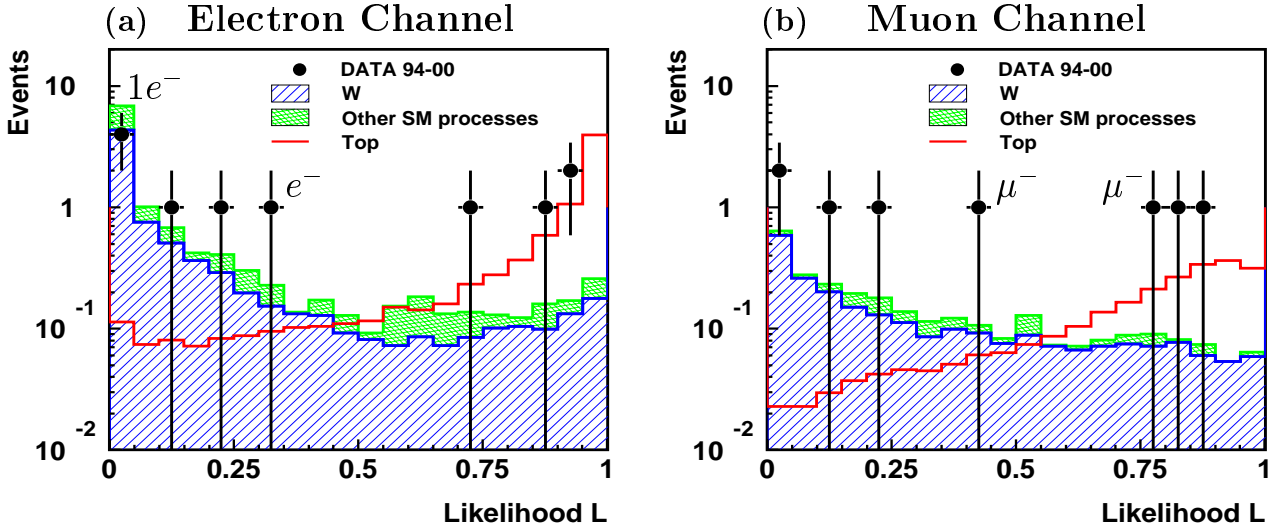 (a) Electron Channel
Events
10
1
10 -1
10 -2
1e−
e−
DATA 94-00
W
Other SM processes
Top
0 0.25 0.5 0.75 1
Likelihood L
(b) Muon Channel
Events
10
1
10 -1
10 -2
DATA 94-00
W
Other SM processes
Top
μ− μ−
0 0.25 0.5 0.75 1
Likelihood L